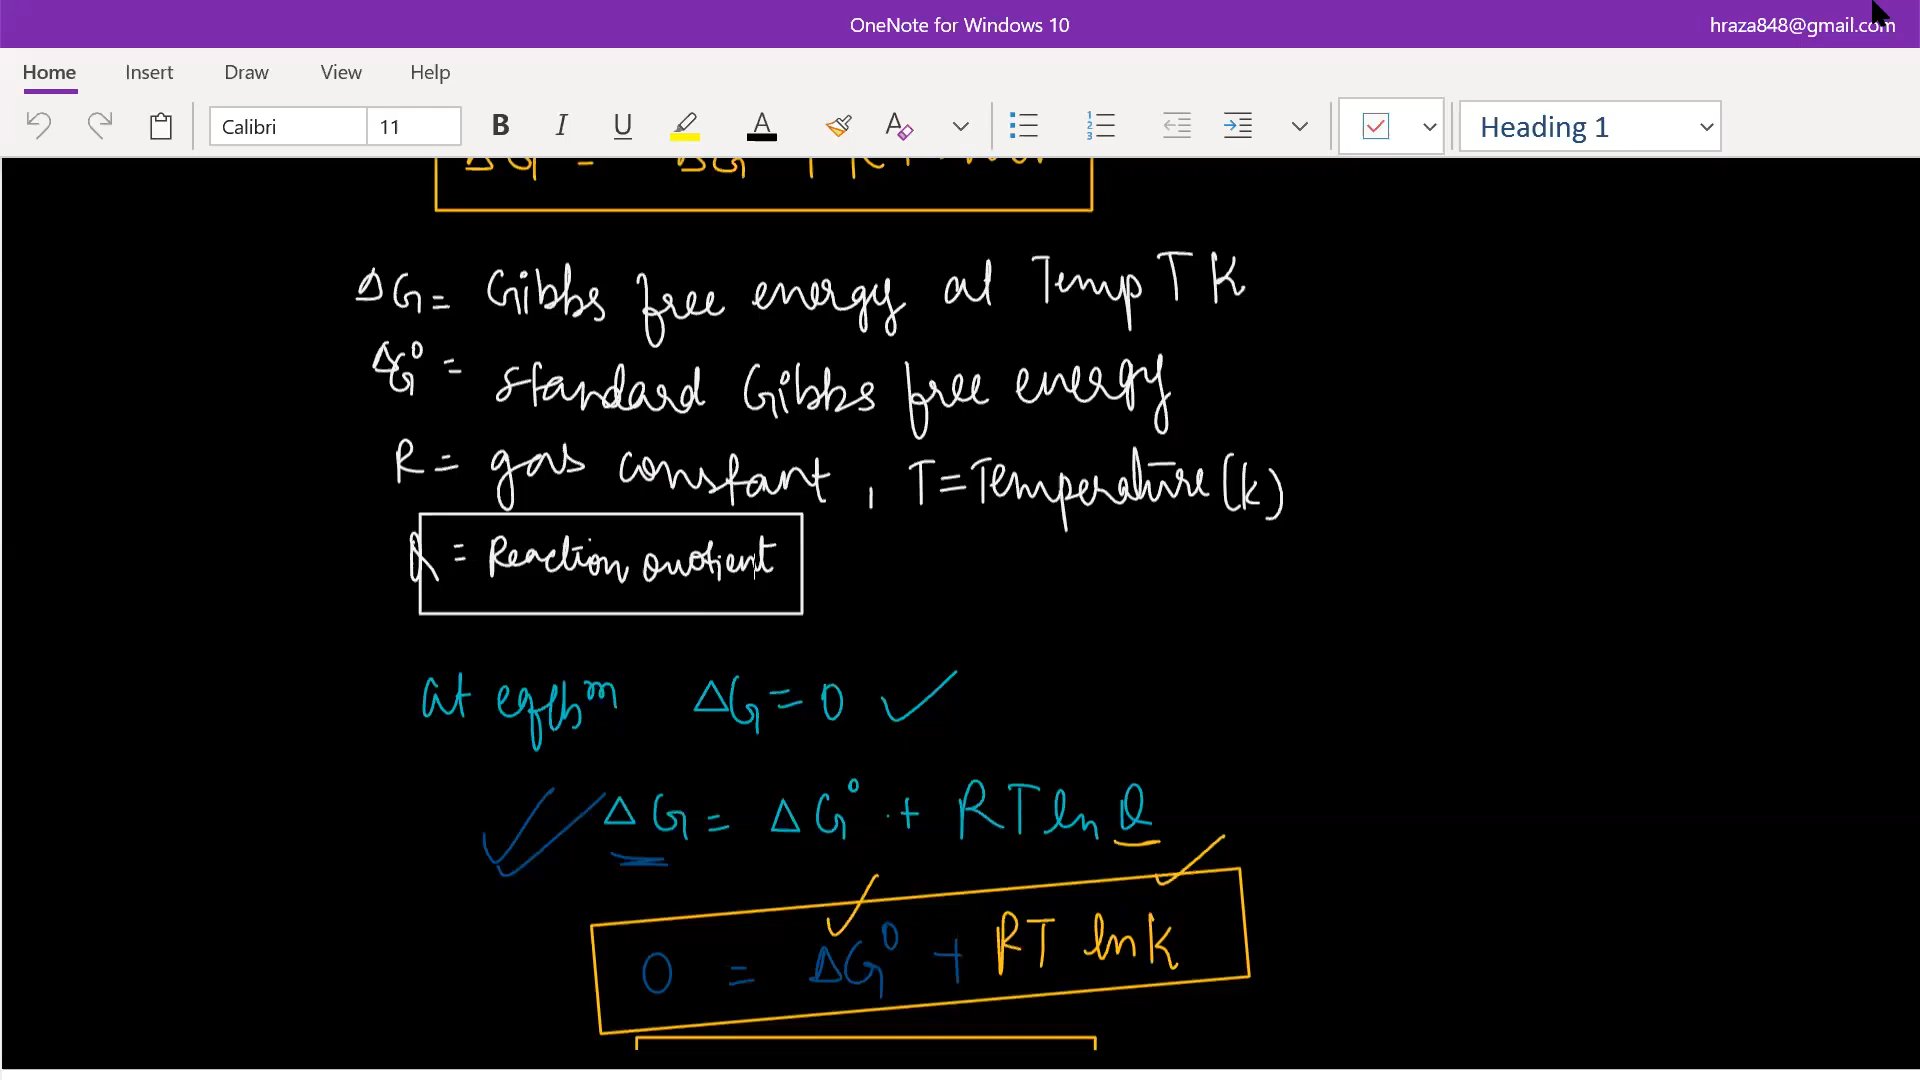 OneNote for Windows 10
hraza848@gmail.com
Home Insert Draw View Help
Calibri 11 B I U A A Heading 1
ΔG = Gibbs free energy at Temp T K
ΔG° = standard Gibbs free energy
R = gas constant, T = Temperature (k)
Q = Reaction quotient
at eqbm ΔG = 0 ✓
ΔG = ΔG° + RT ln Q
0 = ΔG° + RT ln K